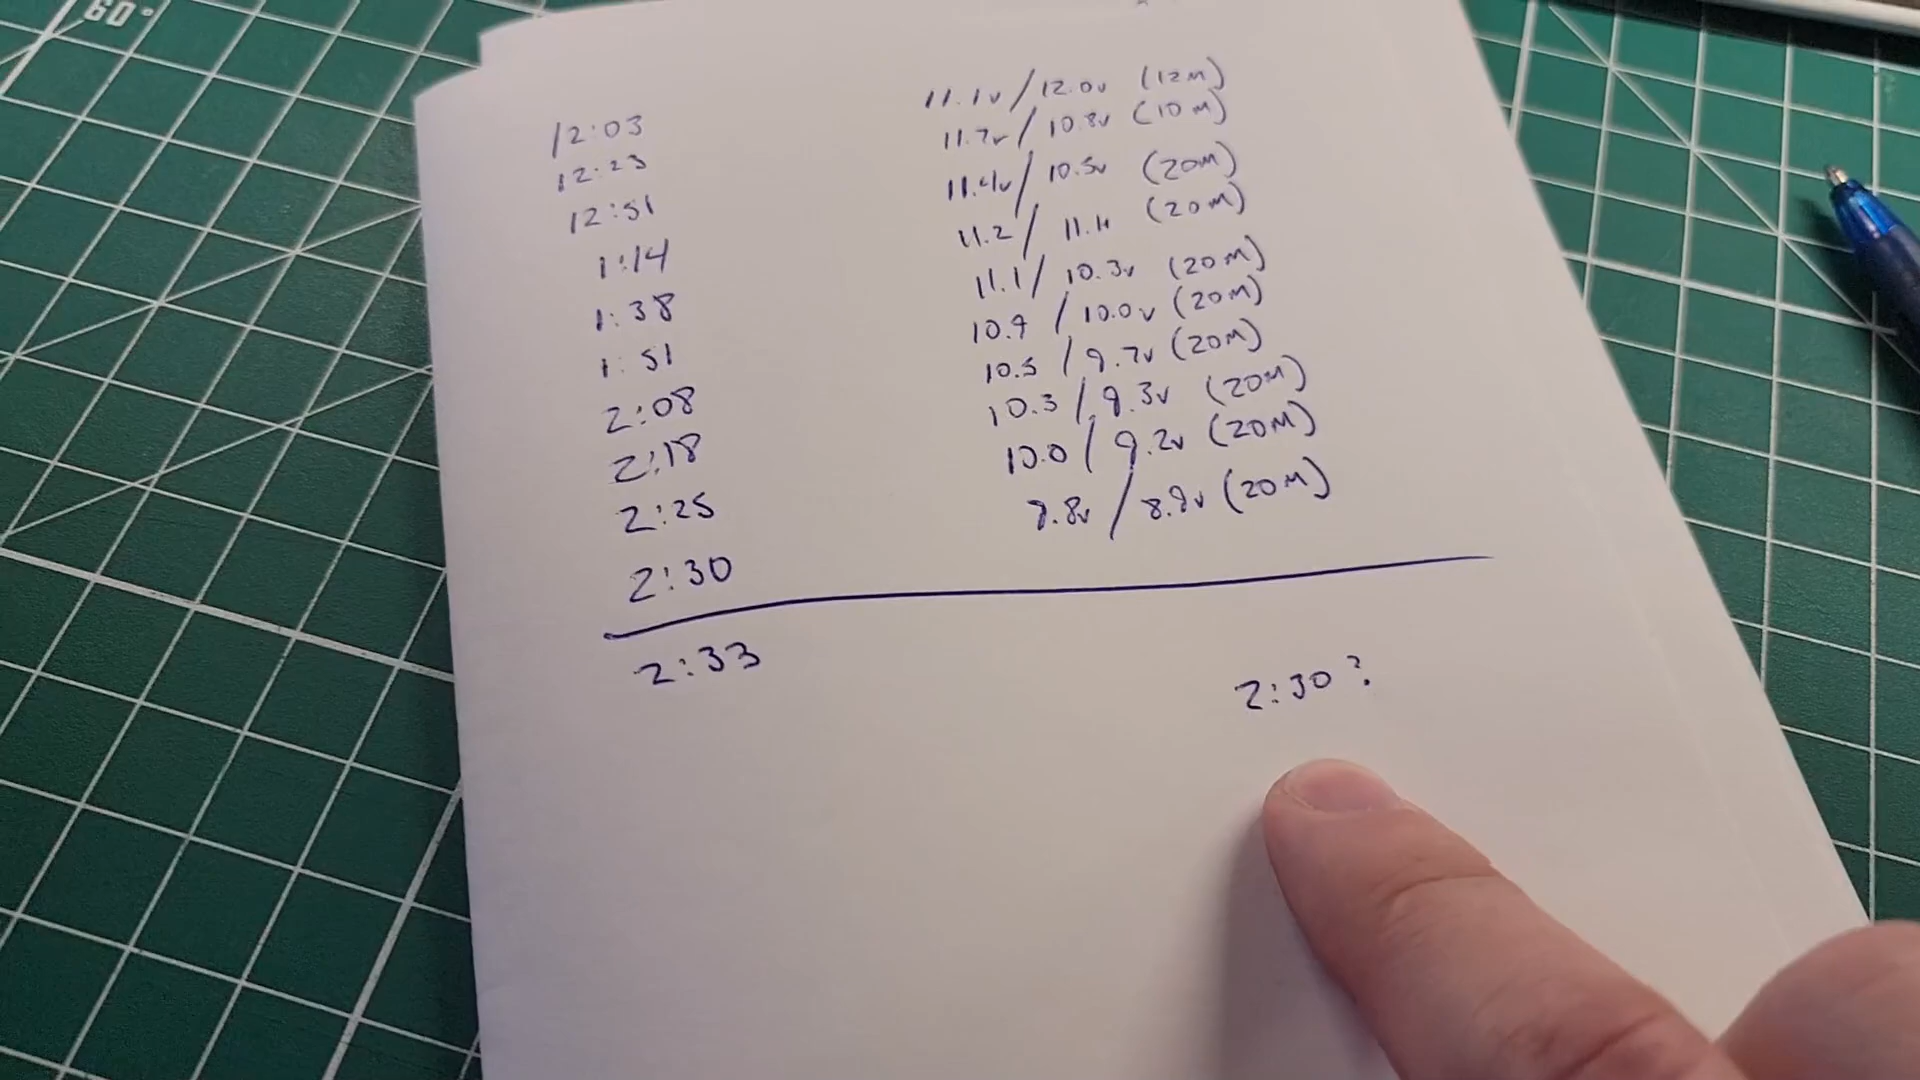 60°
12:03 11.1v / 12.0v (12M)
12:23 11.7v / 10.8v (10M)
12:51 11.4v / 10.5v (20M)
1:14 11.2 / 11.4 (20M)
1:38 11.1 / 10.3v (20M)
1:51 10.9 / 10.0v (20M)
2:08 10.5 / 9.7v (20M)
2:18 10.3 / 9.3v (20M)
2:25 10.0 / 9.2v (20M)
2:30 9.8v / 8.9v (20M)
2:33 2:30?